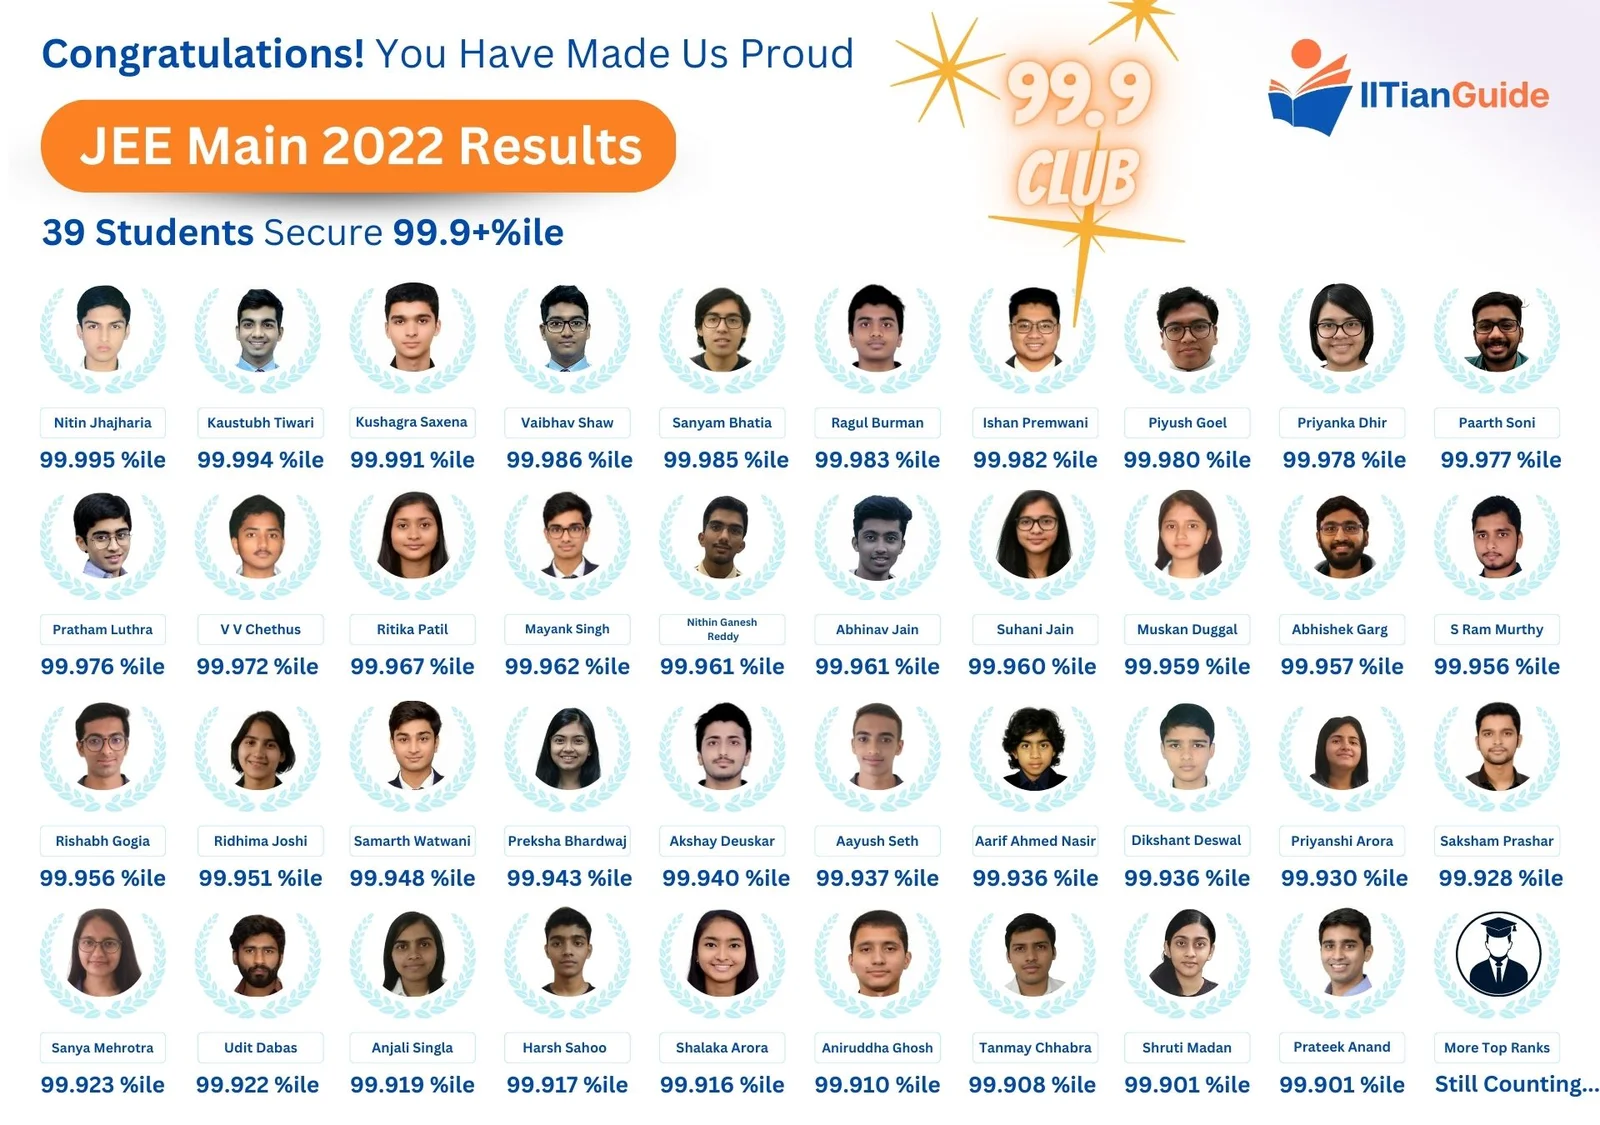 Congratulations! You Have Made Us Proud
99.9
CLUB
IITianGuide
JEE Main 2022 Results
39 Students Secure 99.9+%ile
Nitin Jhajharia
99.995 %ile
Kaustubh Tiwari
99.994 %ile
Kushagra Saxena
99.991 %ile
Vaibhav Shaw
99.986 %ile
Sanyam Bhatia
99.985 %ile
Ragul Burman
99.983 %ile
Ishan Premwani
99.982 %ile
Piyush Goel
99.980 %ile
Priyanka Dhir
99.978 %ile
Paarth Soni
99.977 %ile
Pratham Luthra
99.976 %ile
V V Chethus
99.972 %ile
Ritika Patil
99.967 %ile
Mayank Singh
99.962 %ile
Nithin Ganesh
Reddy
99.961 %ile
Abhinav Jain
99.961 %ile
Suhani Jain
99.960 %ile
Muskan Duggal
99.959 %ile
Abhishek Garg
99.957 %ile
S Ram Murthy
99.956 %ile
Rishabh Gogia
99.956 %ile
Ridhima Joshi
99.951 %ile
Samarth Watwani
99.948 %ile
Preksha Bhardwaj
99.943 %ile
Akshay Deuskar
99.940 %ile
Aayush Seth
99.937 %ile
Aarif Ahmed Nasir
99.936 %ile
Dikshant Deswal
99.936 %ile
Priyanshi Arora
99.930 %ile
Saksham Prashar
99.928 %ile
Sanya Mehrotra
99.923 %ile
Udit Dabas
99.922 %ile
Anjali Singla
99.919 %ile
Harsh Sahoo
99.917 %ile
Shalaka Arora
99.916 %ile
Aniruddha Ghosh
99.910 %ile
Tanmay Chhabra
99.908 %ile
Shruti Madan
99.901 %ile
Prateek Anand
99.901 %ile
More Top Ranks
Still Counting...